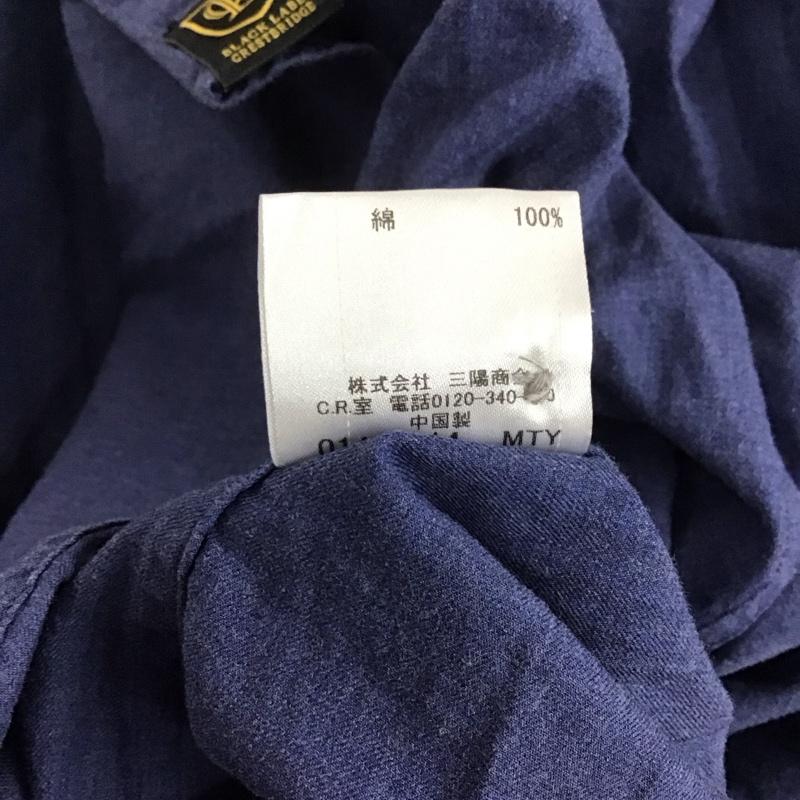 BLACK LABEL
CRESTBRIDGE
綿 100%
株式会社 三陽商会
C.R.室 電話0120-340-
中国製
MTY